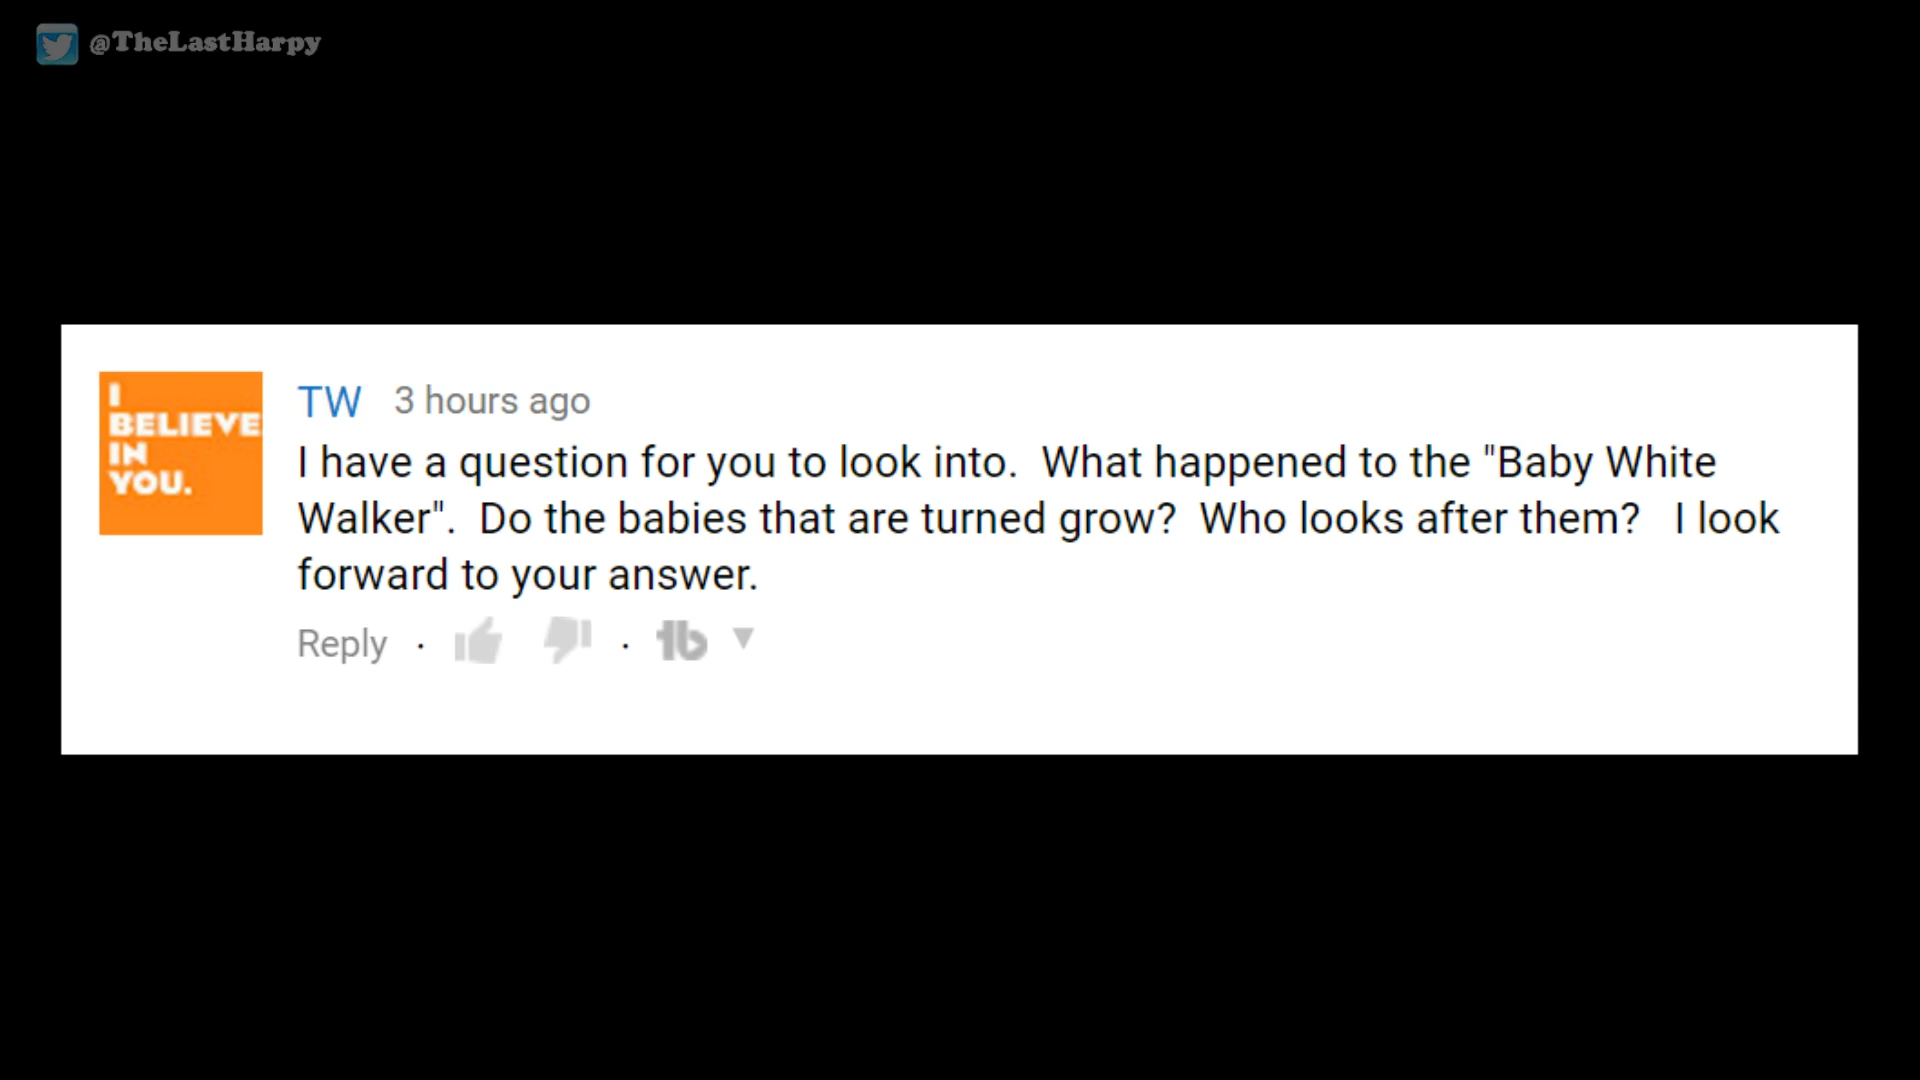 @TheLastHarpy
I
BELIEVE
IN
YOU.
TW 3 hours ago
I have a question for you to look into.  What happened to the "Baby White
Walker".  Do the babies that are turned grow?  Who looks after them?   I look
forward to your answer.
Reply · · tb ▼